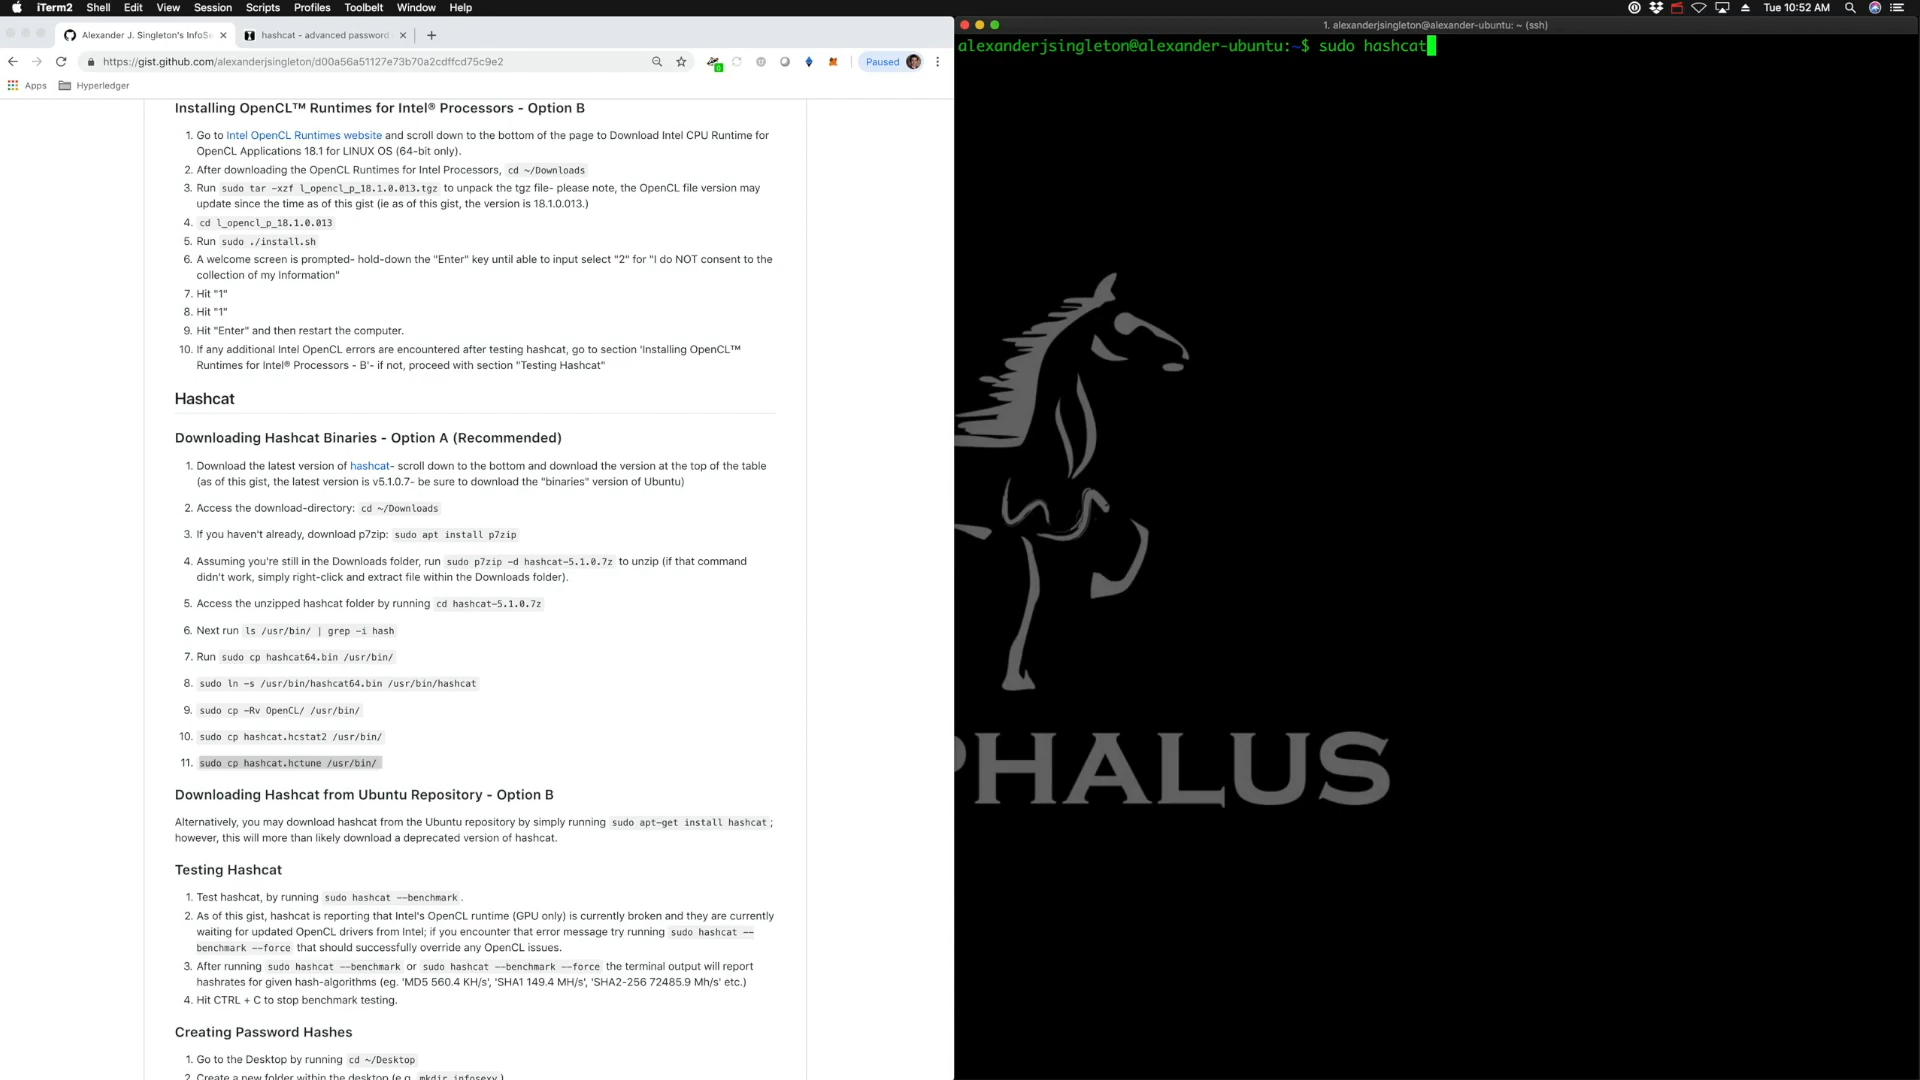 iTerm2 Shell Edit View Session Scripts Profiles Toolbelt Window Help
Tue 10:52 AM
Alexander J. Singleton's InfoSe
hashcat - advanced password
1. alexanderjsingleton@alexander-ubuntu: ~ (ssh)
https://gist.github.com/alexanderjsingleton/d00a56a51127e73b70a2cdffcd75c9e2
0
Paused
Apps
Hyperledger
Installing OpenCL™ Runtimes for Intel® Processors - Option B
1. Go to Intel OpenCL Runtimes website and scroll down to the bottom of the page to Download Intel CPU Runtime for
OpenCL Applications 18.1 for LINUX OS (64-bit only).
2. After downloading the OpenCL Runtimes for Intel Processors, cd ~/Downloads
3. Run sudo tar -xzf l_opencl_p_18.1.0.013.tgz to unpack the tgz file- please note, the OpenCL file version may
update since the time as of this gist (ie as of this gist, the version is 18.1.0.013.)
4. cd l_opencl_p_18.1.0.013
5. Run sudo ./install.sh
6. A welcome screen is prompted- hold-down the "Enter" key until able to input select "2" for "I do NOT consent to the
collection of my Information"
7. Hit "1"
8. Hit "1"
9. Hit "Enter" and then restart the computer.
10. If any additional Intel OpenCL errors are encountered after testing hashcat, go to section 'Installing OpenCL™
Runtimes for Intel® Processors - B'- if not, proceed with section "Testing Hashcat"
Hashcat
Downloading Hashcat Binaries - Option A (Recommended)
1. Download the latest version of hashcat- scroll down to the bottom and download the version at the top of the table
(as of this gist, the latest version is v5.1.0.7- be sure to download the "binaries" version of Ubuntu)
2. Access the download-directory: cd ~/Downloads
3. If you haven't already, download p7zip: sudo apt install p7zip
4. Assuming you're still in the Downloads folder, run sudo p7zip -d hashcat-5.1.0.7z to unzip (if that command
didn't work, simply right-click and extract file within the Downloads folder).
5. Access the unzipped hashcat folder by running cd hashcat-5.1.0.7z
6. Next run ls /usr/bin/ | grep -i hash
7. Run sudo cp hashcat64.bin /usr/bin/
8. sudo ln -s /usr/bin/hashcat64.bin /usr/bin/hashcat
9. sudo cp -Rv OpenCL/ /usr/bin/
10. sudo cp hashcat.hcstat2 /usr/bin/
11. sudo cp hashcat.hctune /usr/bin/
Downloading Hashcat from Ubuntu Repository - Option B
Alternatively, you may download hashcat from the Ubuntu repository by simply running sudo apt-get install hashcat ;
however, this will more than likely download a deprecated version of hashcat.
Testing Hashcat
1. Test hashcat, by running sudo hashcat --benchmark .
2. As of this gist, hashcat is reporting that Intel's OpenCL runtime (GPU only) is currently broken and they are currently
waiting for updated OpenCL drivers from Intel; if you encounter that error message try running sudo hashcat --
benchmark --force that should successfully override any OpenCL issues.
3. After running sudo hashcat --benchmark or sudo hashcat --benchmark --force the terminal output will report
hashrates for given hash-algorithms (eg. 'MD5 560.4 KH/s', 'SHA1 149.4 MH/s', 'SHA2-256 72485.9 Mh/s' etc.)
4. Hit CTRL + C to stop benchmark testing.
Creating Password Hashes
1. Go to the Desktop by running cd ~/Desktop
2. Create a new folder within the desktop (e.g. mkdir infosexy )
alexanderjsingleton@alexander-ubuntu:~$ sudo hashcat
PHALUS